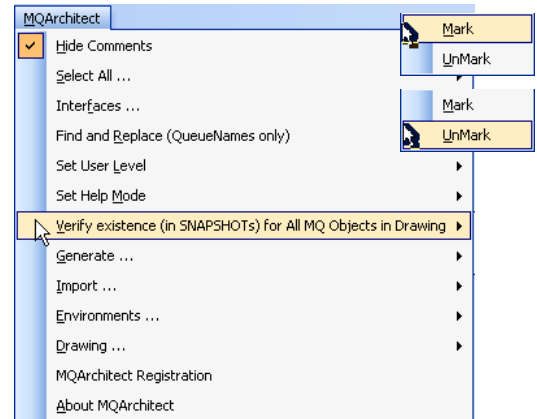 MQArchitect
Hide Comments
Select All ...
Interfaces ...
Find and Replace (QueueNames only)
Set User Level
Set Help Mode
Verify existence (in SNAPSHOTs) for All MQ Objects in Drawing
Generate ...
Import ...
Environments ...
Drawing ...
MQArchitect Registration
About MQArchitect
Mark
UnMark
Mark
UnMark